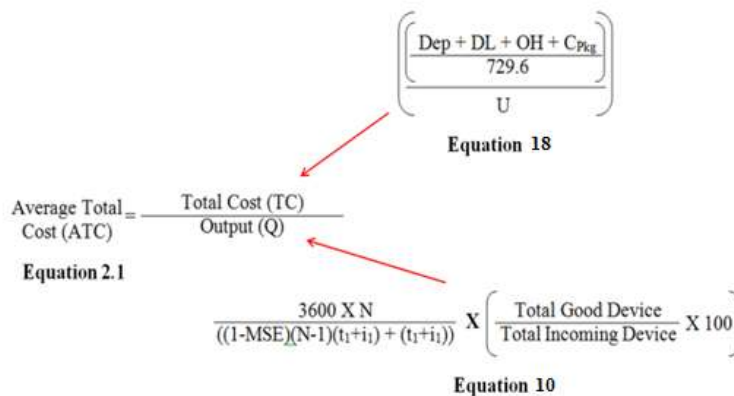 Dep + DL + OH + CPkg
729.6
U
Equation 18
Average Total Cost (ATC) = Total Cost (TC)
Output (Q)
Equation 2.1
3600 X N
((1-MSE)(N-1)(t1+i1) + (t1+i1))
X
Total Good Device
Total Incoming Device
X 100
Equation 10